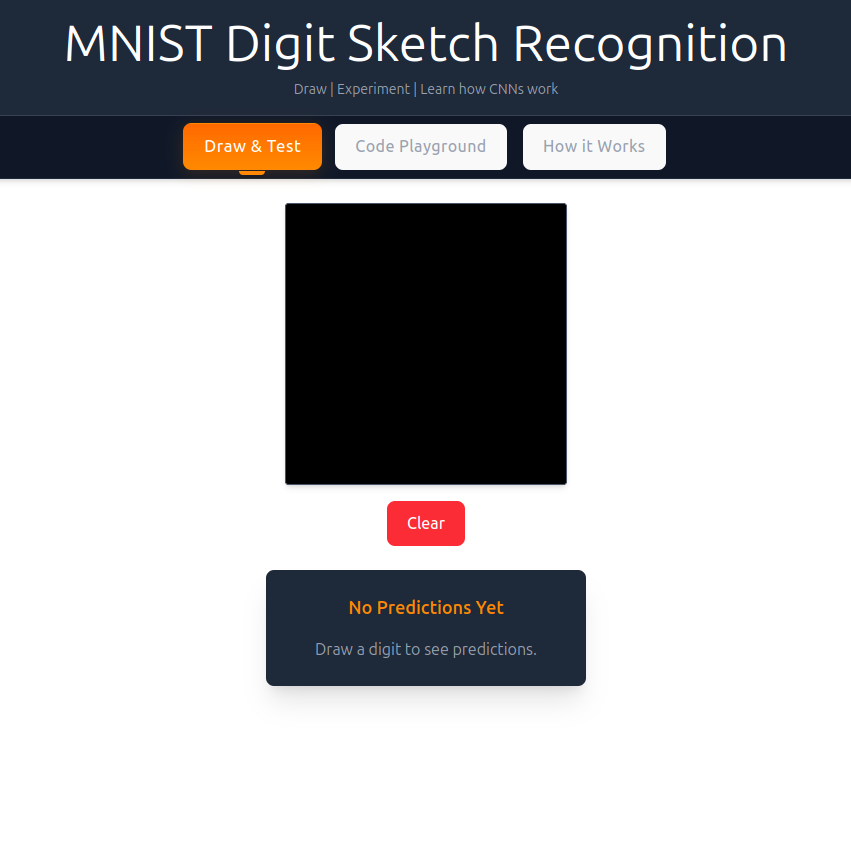 MNIST Digit Sketch Recognition
Draw | Experiment | Learn how CNNs work
Draw & Test
Code Playground
How it Works
Clear
No Predictions Yet
Draw a digit to see predictions.